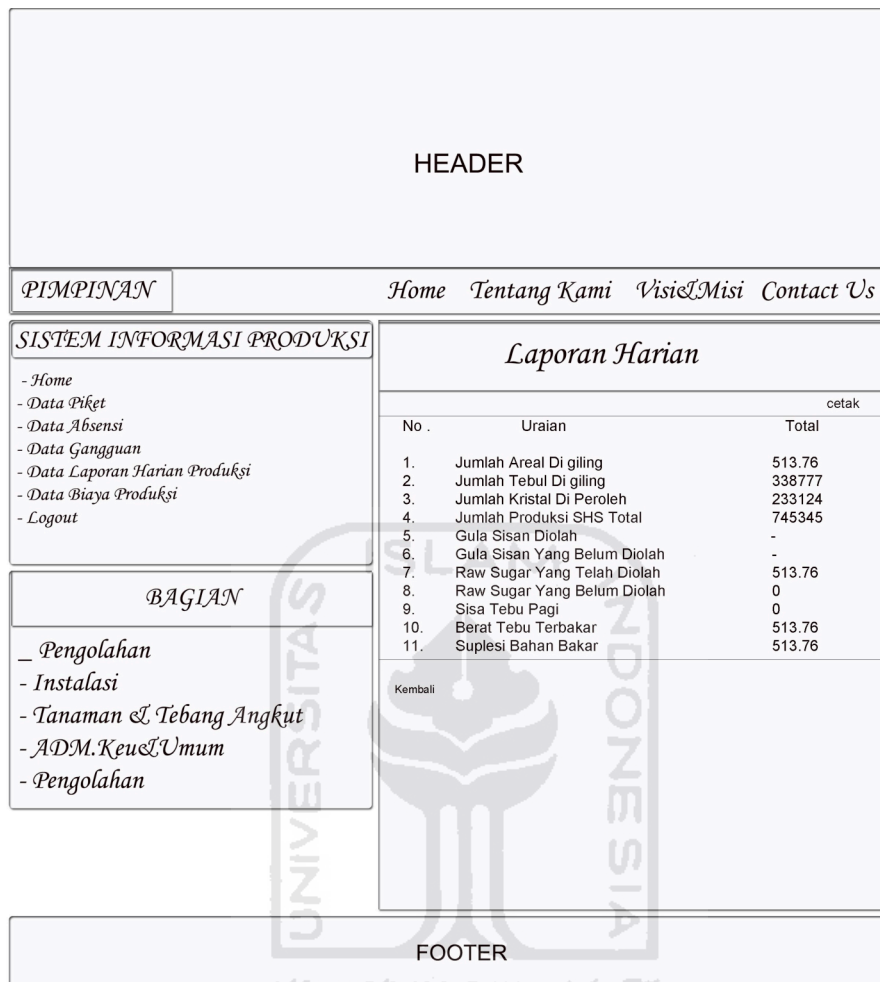 HEADER
PIMPINAN
Home Tentang Kami Visi&Misi Contact Us
SISTEM INFORMASI PRODUKSI
- Home
- Data Piket
- Data Absensi
- Data Gangguan
- Data Laporan Harian Produksi
- Data Biaya Produksi
- Logout
BAGIAN
_ Pengolahan
- Instalasi
- Tanaman & Tebang Angkut
- ADM.Keu&Umum
- Pengolahan
Laporan Harian
cetak
No . Uraian Total
1. Jumlah Areal Di giling 513.76
2. Jumlah Tebul Di giling 338777
3. Jumlah Kristal Di Peroleh 233124
4. Jumlah Produksi SHS Total 745345
5. Gula Sisan Diolah -
6. Gula Sisan Yang Belum Diolah -
7. Raw Sugar Yang Telah Diolah 513.76
8. Raw Sugar Yang Belum Diolah 0
9. Sisa Tebu Pagi 0
10. Berat Tebu Terbakar 513.76
11. Suplesi Bahan Bakar 513.76
Kembali
UNIVERSITAS
ISLAM
INDONESIA
FOOTER